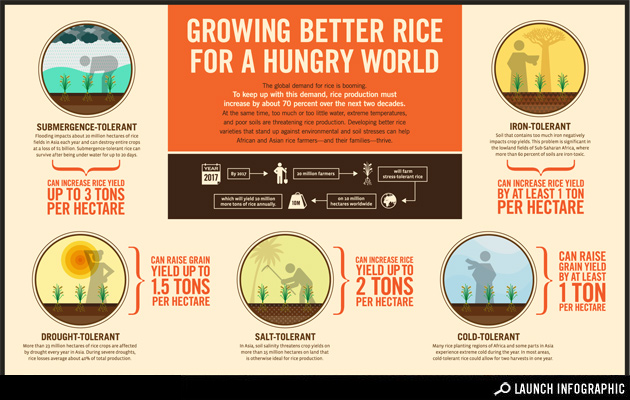 GROWING BETTER RICE
FOR A HUNGRY WORLD
The global demand for rice is booming.
To keep up with this demand, rice production must
increase by about 70 percent over the next two decades.
At the same time, too much or too little water, extreme temperatures,
and poor soils are threatening rice production. Developing better
rice varieties that stand up against environmental and soil stresses can help
African and Asian rice farmers—and their families—thrive.
YEAR
2017
By 2017
20 million farmers
will farm
stress-tolerant rice
on 20 million
hectares worldwide
10M
which will yield 10 million
more tons of rice annually.
SUBMERGENCE-TOLERANT
Flooding impacts about 20 million hectares of rice
in Asia each year and can destroy entire crops
at a loss of $1 billion. Submergence tolerant rice can
survive after being under water for up to 20 days.
CAN INCREASE RICE YIELD
UP TO 3 TONS
PER HECTARE
IRON-TOLERANT
Soil that contains too much iron negatively
impacts crop yields. This problem is significant in
the lowland fields of Sub-Saharan Africa, where
more than 60 percent of soils are iron-toxic.
CAN INCREASE RICE YIELD
BY AT LEAST 1 TON
PER HECTARE
DROUGHT-TOLERANT
More than 23 million hectares of rice crops are affected
by drought every year in Asia. During severe droughts,
rice losses average about 40% of total production.
CAN RAISE GRAIN
YIELD UP TO
1.5 TONS
PER HECTARE
SALT-TOLERANT
In Asia, soil salinity threatens crop yields on
more than 15 million hectares on land that is
otherwise ideal for rice production.
CAN INCREASE RICE
YIELD UP TO
2 TONS
PER HECTARE
COLD-TOLERANT
Many rice planting regions of Africa and some parts in Asia
experience extreme cold during the year. In most areas,
cold-tolerant rice could allow for two harvests in one year
CAN RAISE
GRAIN YIELD
BY AT LEAST
1 TON
PER HECTARE
LAUNCH INFOGRAPHIC